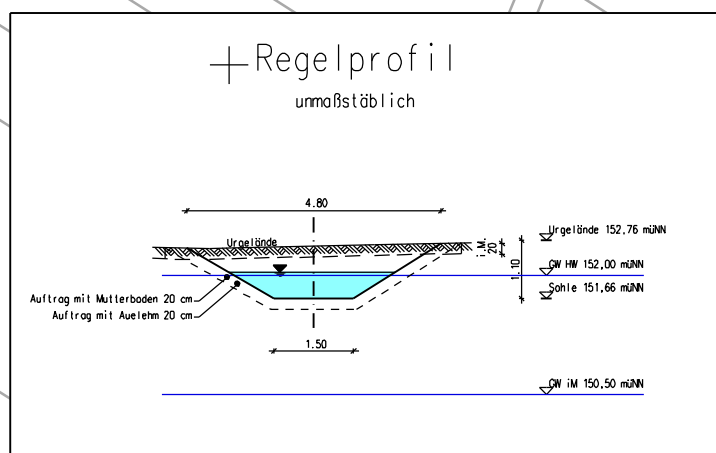 Regelprofil
unmaßstäblich
4.80
Urgelände
Urgelände 152,76 müNN
i.M.
20
1.10
GW HW 152,00 müNN
Sohle 151,66 müNN
Auftrag mit Mutterboden 20 cm
Auftrag mit Auelehm 20 cm
1.50
GW iM 150,50 müNN